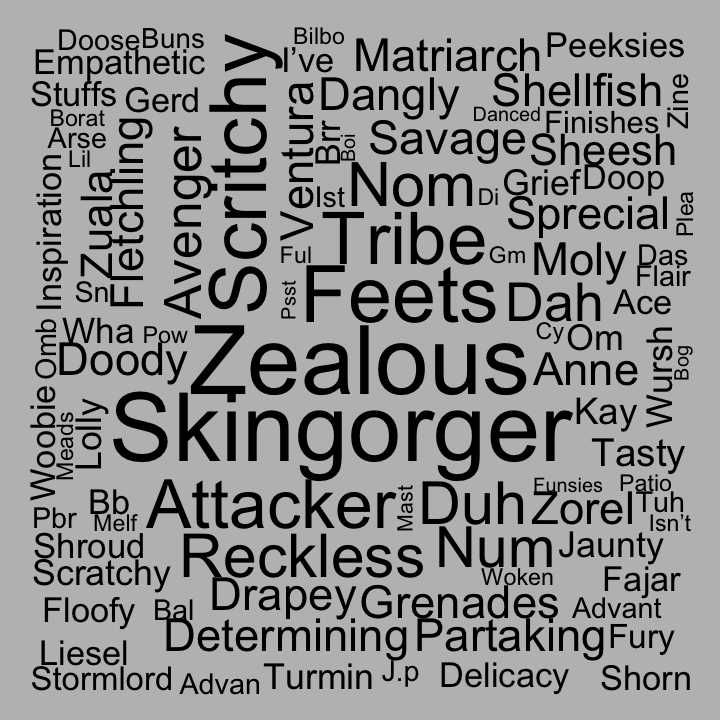 Doose
Buns
Bilbo
Empathetic
I've
Matriarch
Peeksies
Scritchy
Stuffs
Gerd
Ventura
Dangly
Shellfish
Zine
Borat
Danced
Arse
Fletchling
Avenger
Brr
Boi
Savage
Finishes
Lil
Sheesh
Inspiration
Zuala
Ist
Nom
Di
Grief
Doop
Sprecial
Plea
Tribe
Ful
Gm
Moly
Das
Flair
Sn
Psst
Feets
Dah
Ace
Omb
Wha
Pow
Zealous
Cy
Om
Wursh
Bog
Doody
Anne
Woobie
Meads
Lolly
Skingorger
Kay
Tasty
Bb
Attacker
Mast
Duh
Eunsies
Patio
Zorel
Tuh
Pbr
Melf
Isn't
Shroud
Reckless
Num
Jaunty
Scratchy
Woken
Fajar
Drapey
Grenades
Advant
Floofy
Bal
Determining
Partaking
Fury
Liesel
Stormlord
Advan
Turmin
J.p
Delicacy
Shorn